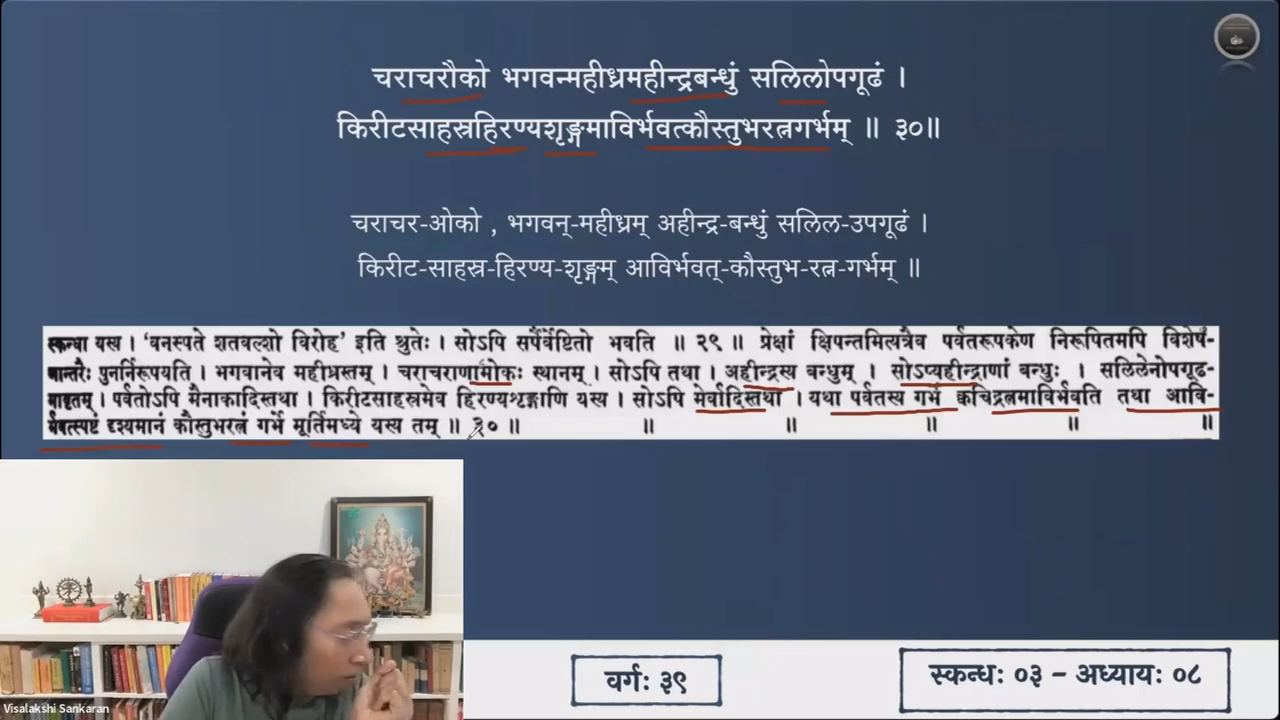 चराचरौको भगवन्महीध्रमहीन्द्रबन्धुं सलिलोपगूढं ।
किरीटसाहस्रहिरण्यशृङ्गमाविर्भवत्कौस्तुभरत्नगर्भम् ॥ ३०॥
चराचर-ओको , भगवन्-महीध्रम् अहीन्द्र-बन्धुं सलिल-उपगूढं ।
किरीट-साहस्र-हिरण्य-शृङ्गम् आविर्भवत्-कौस्तुभ-रत्न-गर्भम् ॥
स्कन्धा यस्य । 'वनस्पते शतवल्शो विरोह' इति श्रुतेः । सोऽपि सर्पैर्वेष्टितो भवति ॥ २९ ॥ प्रेक्षां क्षिपन्तमित्यत्रैव पर्वतरूपकेण निरूपितमपि विशेष-
णान्तरैः पुनर्निरूपयति । भगवानेव महीध्रस्तम् । चराचराणामोकः स्थानम् । सोऽपि तथा । अहीन्द्रस्य बन्धुम् । सोऽप्यहीन्द्राणां बन्धुः । सलिलेनोपगूढ-
मावृतम् । पर्वतोऽपि मैनाकादिस्तथा । किरीटसाहस्रमेव हिरण्यशृङ्गाणि यस्य । सोऽपि मेर्वादिस्तथा । यथा पर्वतस्य गर्भे क्वचिद्रत्नमाविर्भवति तथा आवि-
र्भवत्स्पष्टं दृश्यमानं कौस्तुभरत्नं गर्भे मूर्तिमध्ये यस्य तम् ॥ ३० ॥ ॥ ॥ ॥ ॥ ॥
Visalakshi Sankaran
वर्गः ३९
स्कन्धः ०३ - अध्यायः ०८